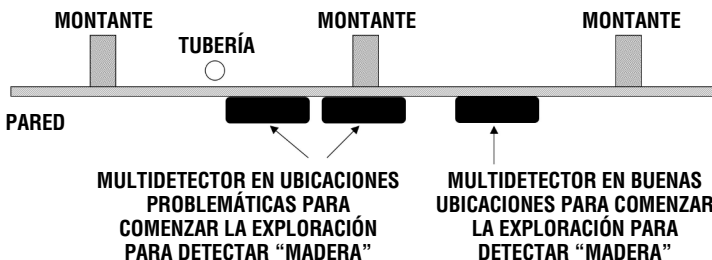 MONTANTE
MONTANTE
MONTANTE
TUBERÍA
PARED
MULTIDETECTOR EN UBICACIONES
PROBLEMÁTICAS PARA
COMENZAR LA EXPLORACIÓN
PARA DETECTAR “MADERA”
MULTIDETECTOR EN BUENAS
UBICACIONES PARA COMENZAR
LA EXPLORACIÓN PARA
DETECTAR “MADERA”